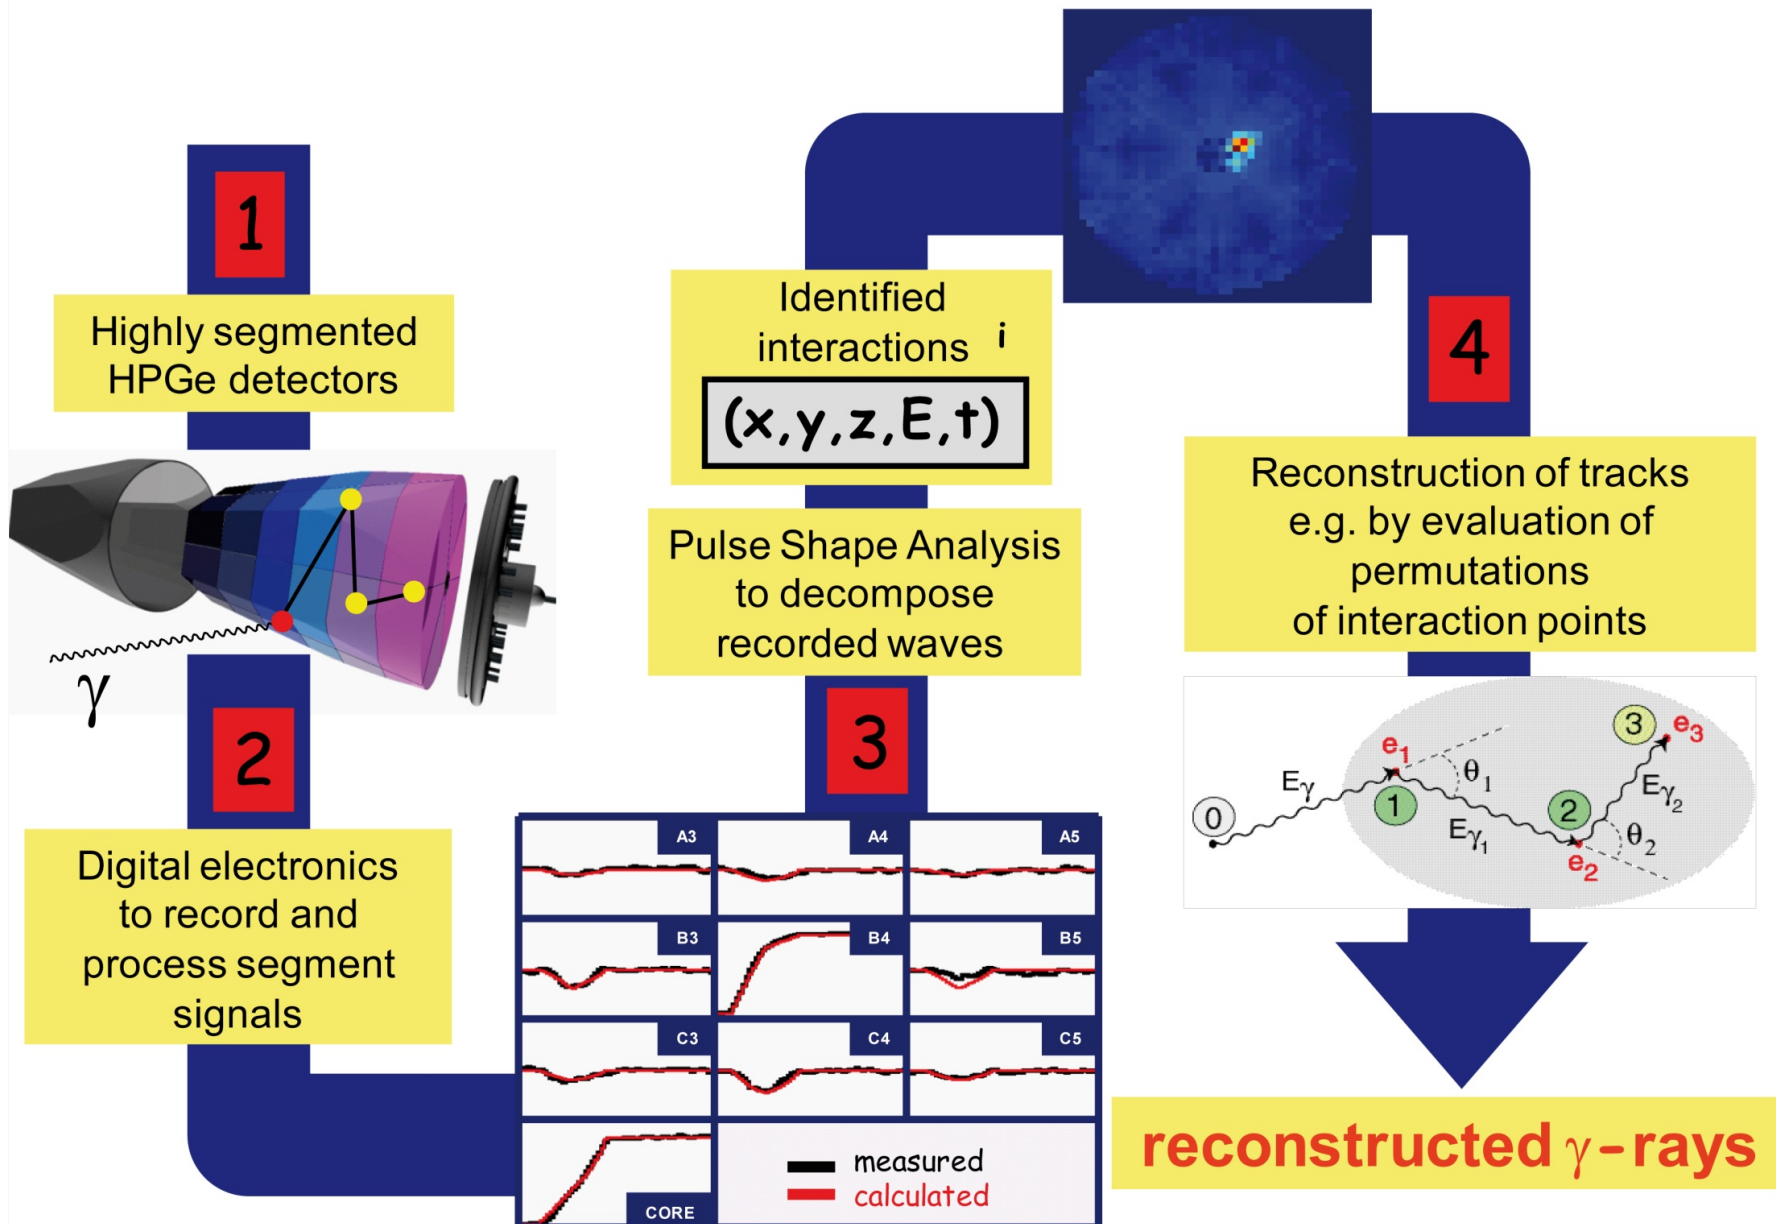 1
Highly segmented
HPGe detectors
γ
2
Digital electronics
to record and
process segment
signals
A3
A4
A5
B3
B4
B5
C3
C4
C5
CORE
measured
calculated
3
Pulse Shape Analysis
to decompose
recorded waves
Identified
interactions i
(x,y,z,E,t)
4
Reconstruction of tracks
e.g. by evaluation of
permutations
of interaction points
0
Eγ
e1
1
θ1
Eγ1
2
e2
θ2
Eγ2
3
e3
reconstructed γ-rays